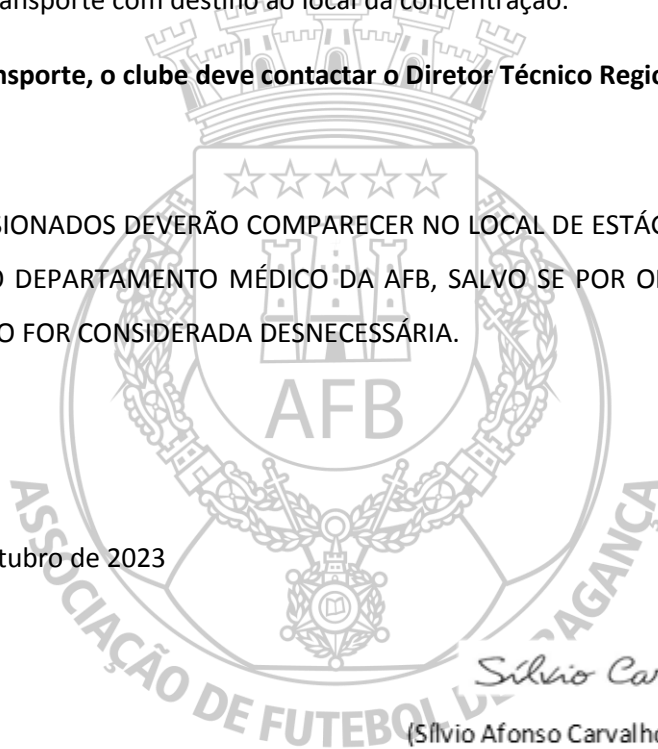 ansporte com destino ao local da concentração.
nsporte, o clube deve contactar o Diretor Técnico Regio
SIONADOS DEVERÃO COMPARECER NO LOCAL DE ESTÁG
O DEPARTAMENTO MÉDICO DA AFB, SALVO SE POR O
O FOR CONSIDERADA DESNECESSÁRIA.
AFB
tubro de 2023
ASSOCIAÇÃO DE FUTEBOL DE BRAGANÇA
Sílvio Car
(Sílvio Afonso Carvalho